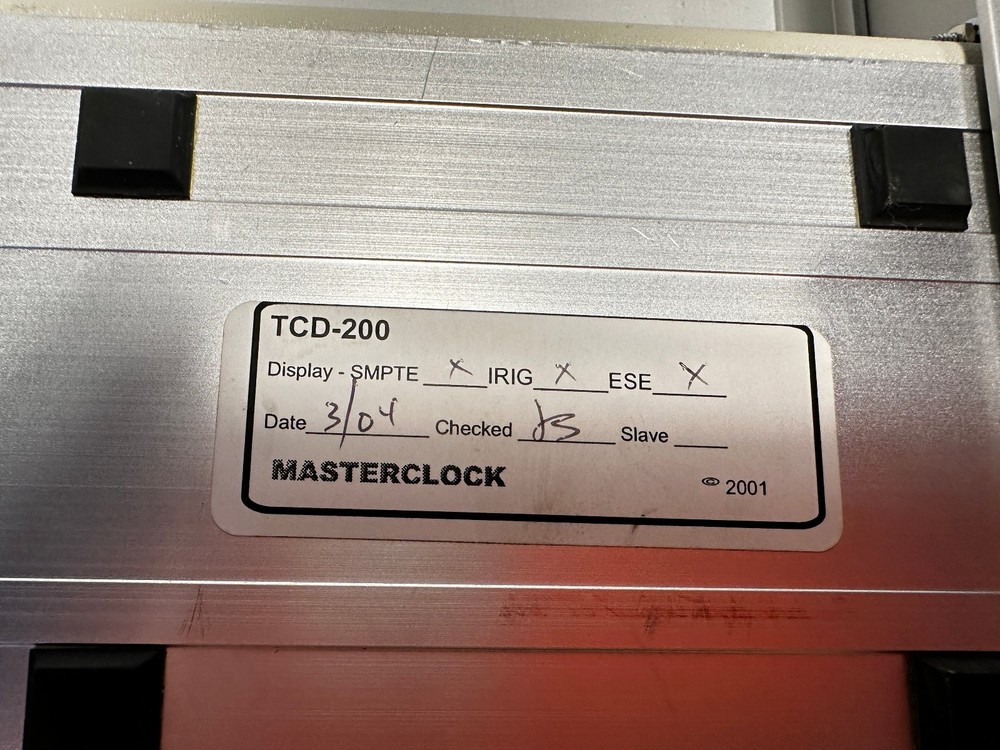 TCD-200
Display - SMPTE X IRIG X ESE X
Date 3/04 Checked JS Slave
MASTERCLOCK
© 2001